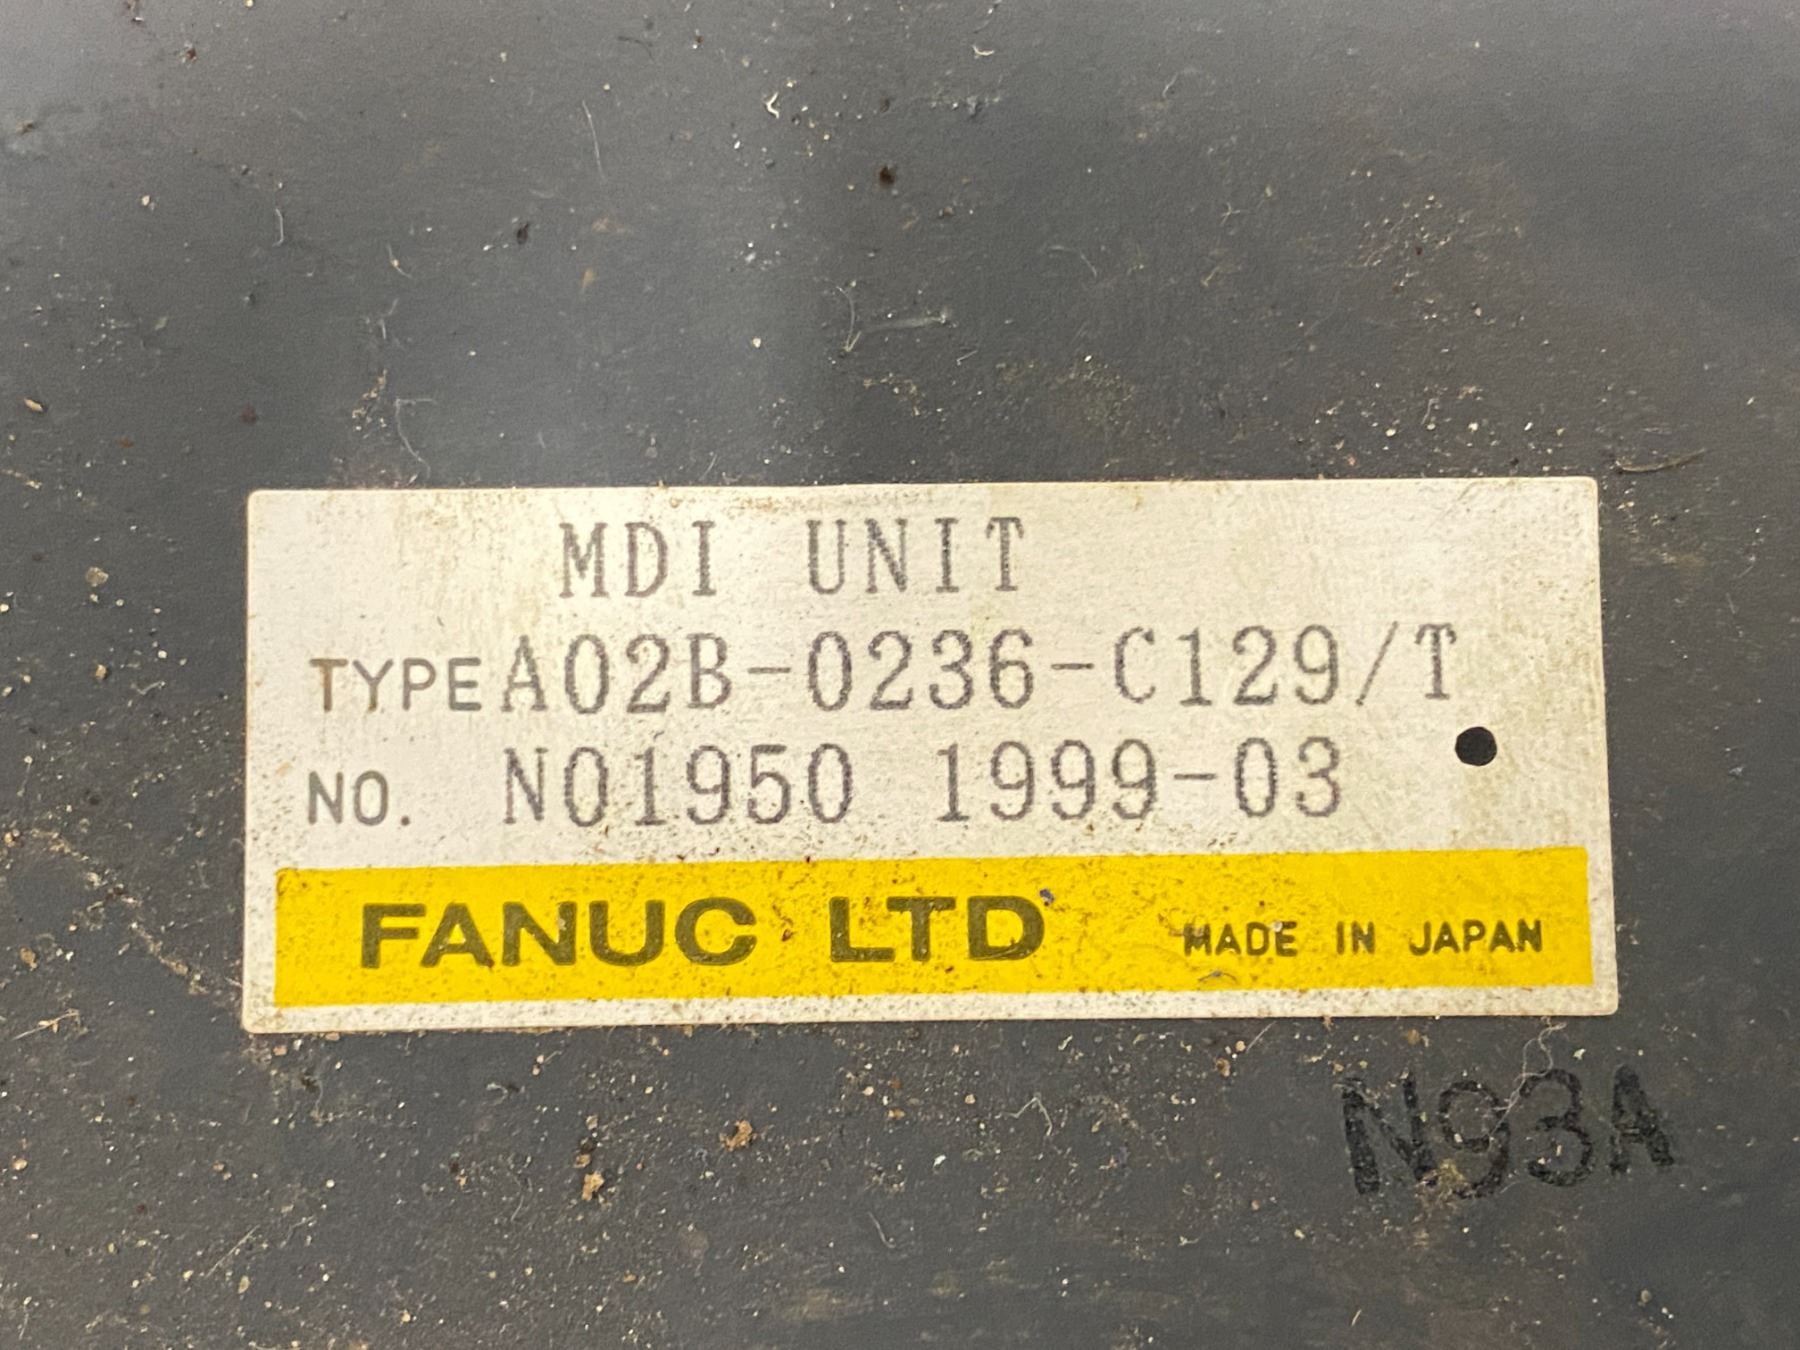 MDI UNIT
TYPE A02B-0236-C129/T
NO. N01950 1999-03
FANUC LTD MADE IN JAPAN
N93A